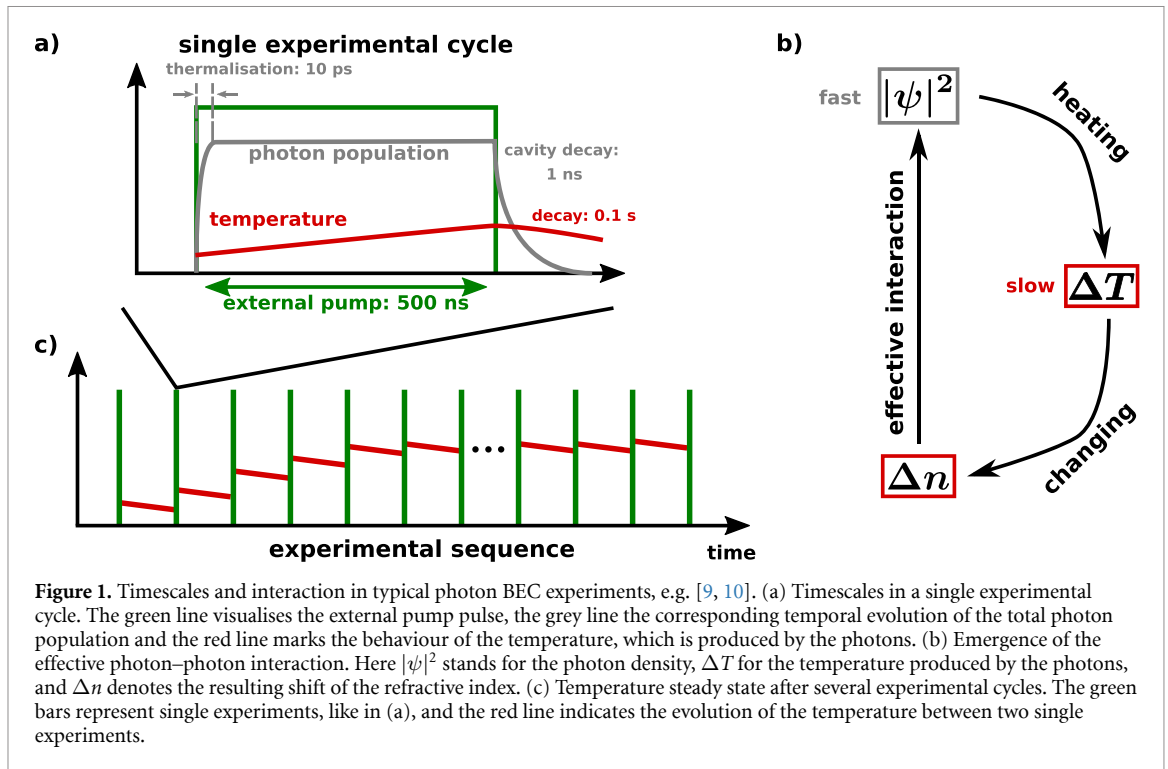 a)
single experimental cycle
thermalisation: 10 ps
photon population
cavity decay:
1 ns
temperature
decay: 0.1 s
external pump: 500 ns
b)
fast
|ψ|²
heating
effective interaction
slow
ΔT
changing
Δn
c)
...
experimental sequence
time
Figure 1. Timescales and interaction in typical photon BEC experiments, e.g. [9, 10]. (a) Timescales in a single experimental
cycle. The green line visualises the external pump pulse, the grey line the corresponding temporal evolution of the total photon
population and the red line marks the behaviour of the temperature, which is produced by the photons. (b) Emergence of the
effective photon–photon interaction. Here |ψ|² stands for the photon density, ΔT for the temperature produced by the photons,
and Δn denotes the resulting shift of the refractive index. (c) Temperature steady state after several experimental cycles. The green
bars represent single experiments, like in (a), and the red line indicates the evolution of the temperature between two single
experiments.